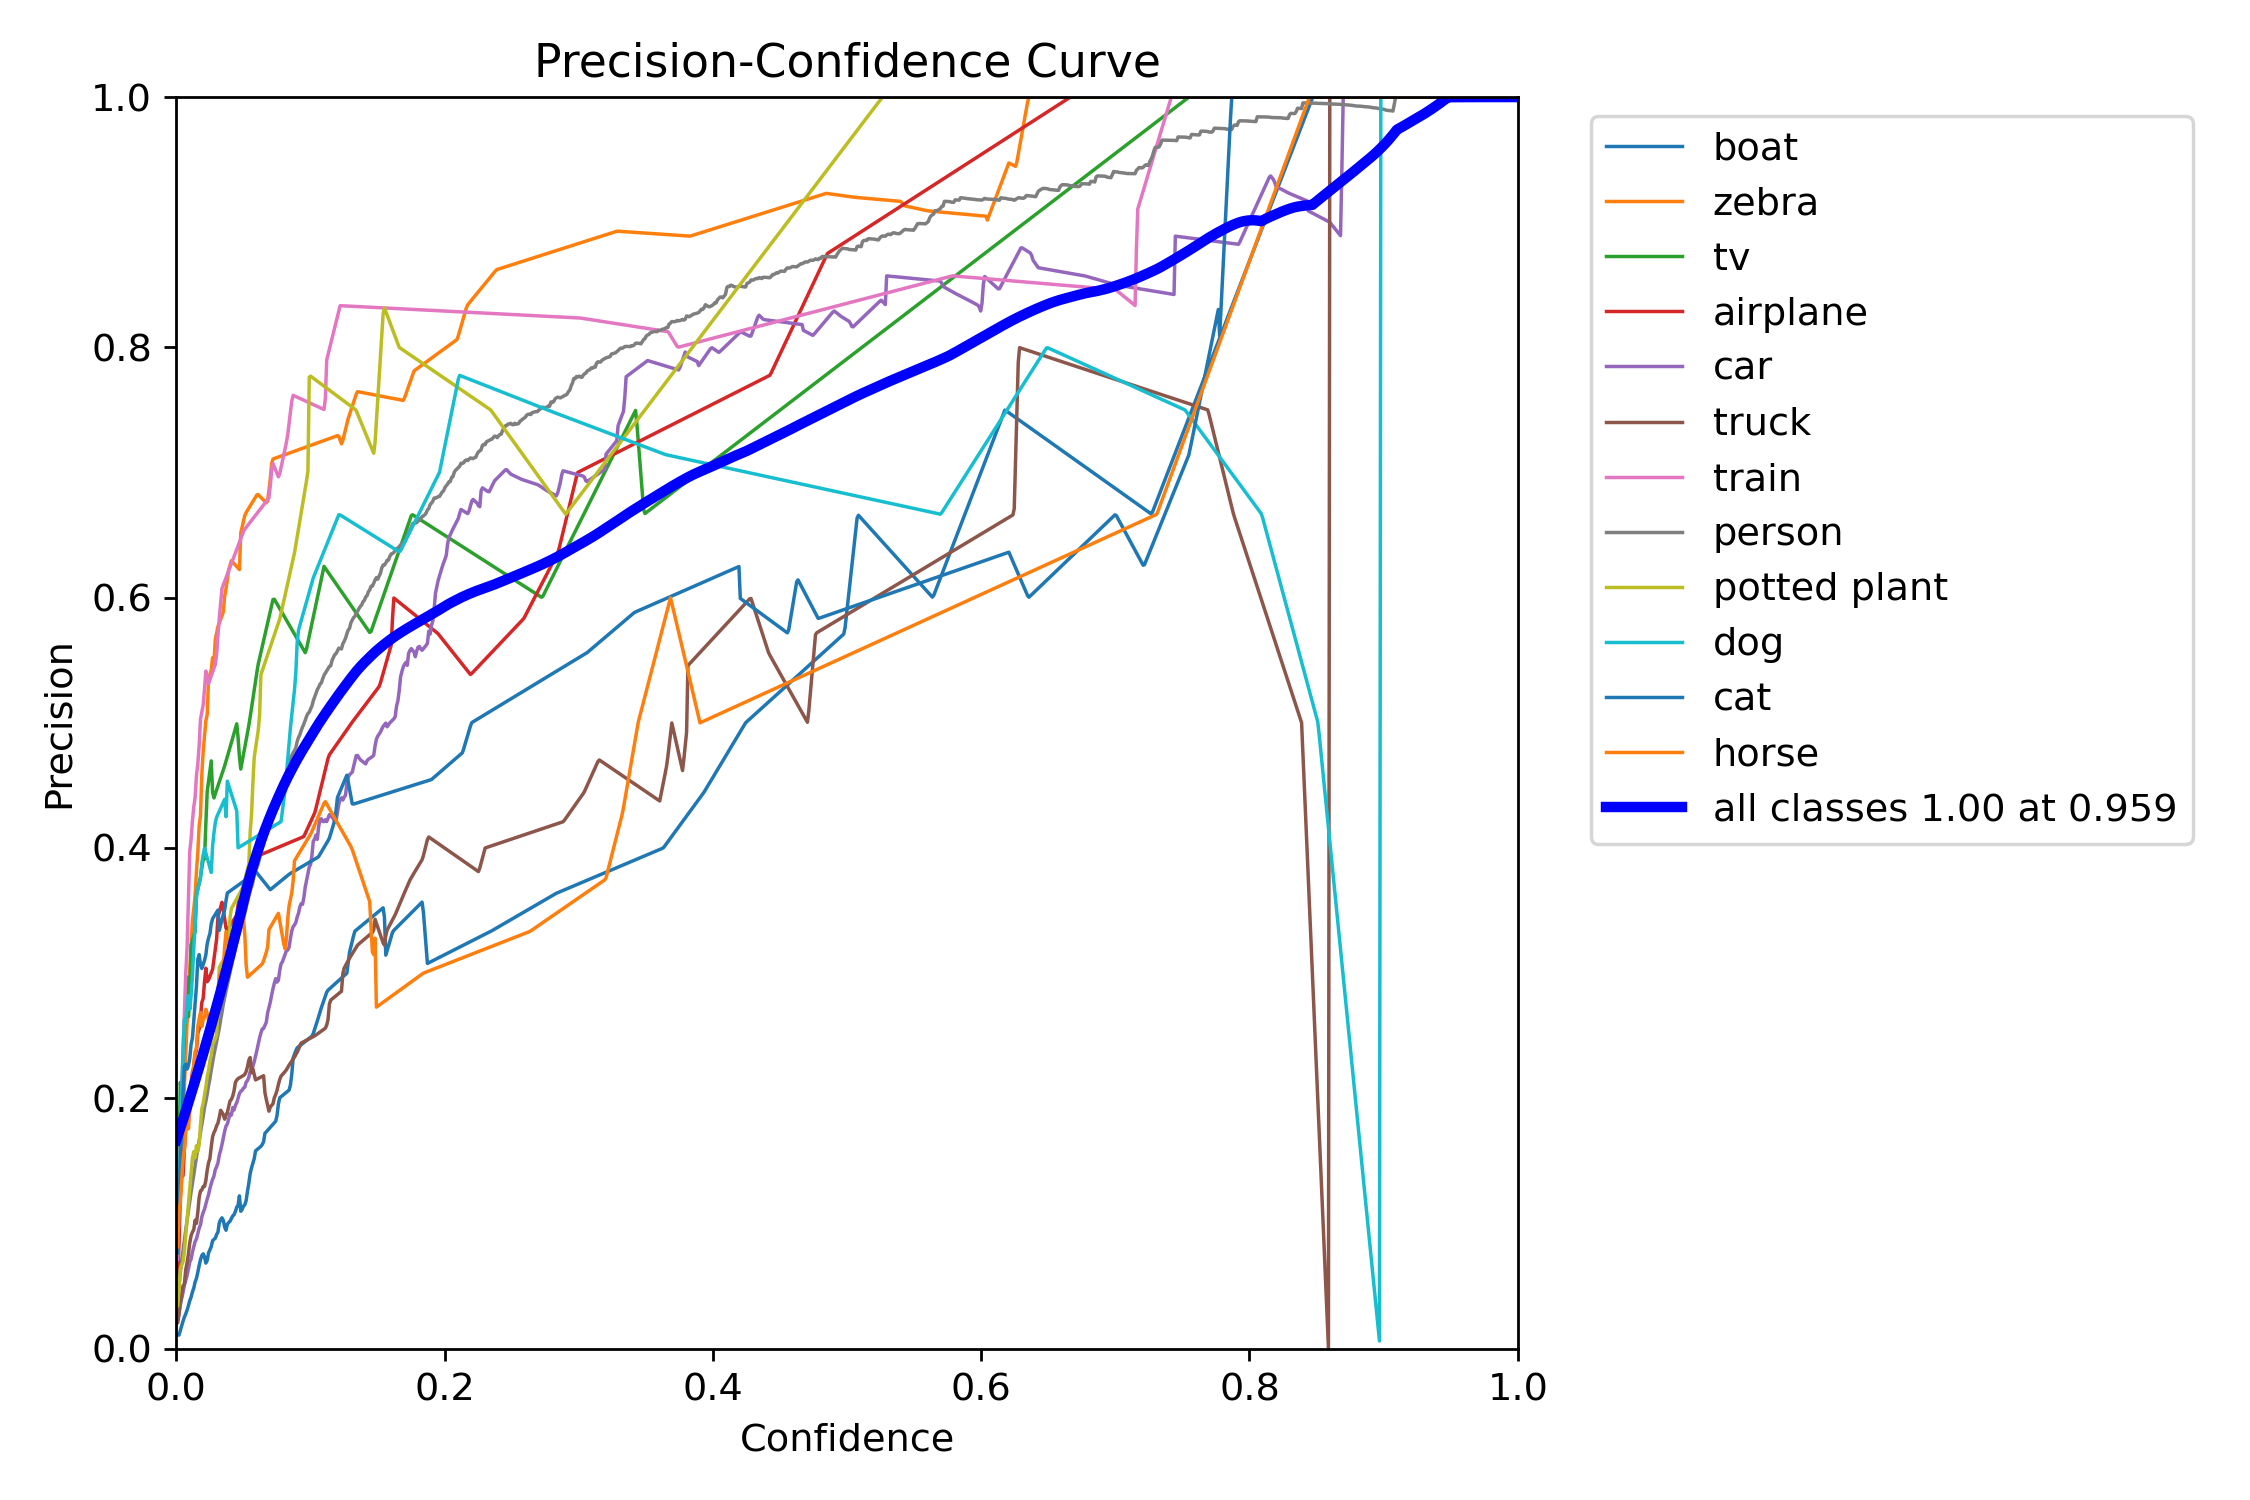 Precision-Confidence Curve
1.0
0.8
0.6
0.4
0.2
0.0
Precision
0.0 0.2 0.4 0.6 0.8 1.0
Confidence
boat
zebra
tv
airplane
car
truck
train
person
potted plant
dog
cat
horse
all classes 1.00 at 0.959